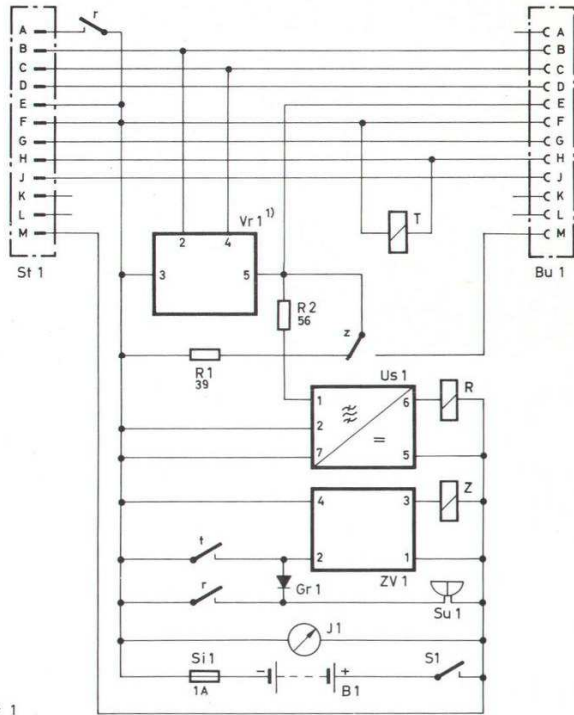 A r A
B B
C C
D D
E E
F F
G G
H H
J J
K T K
L Vr 1 1) L
M 2 4 M
St 1 3 5 Bu 1
R 2
56
z
R 1
39
Us 1
1 6 R
2 =
7 5
4 3 Z
t 2 1
r Gr 1 ZV 1
Su 1
J 1
Si 1 - + S1
1A B 1
1